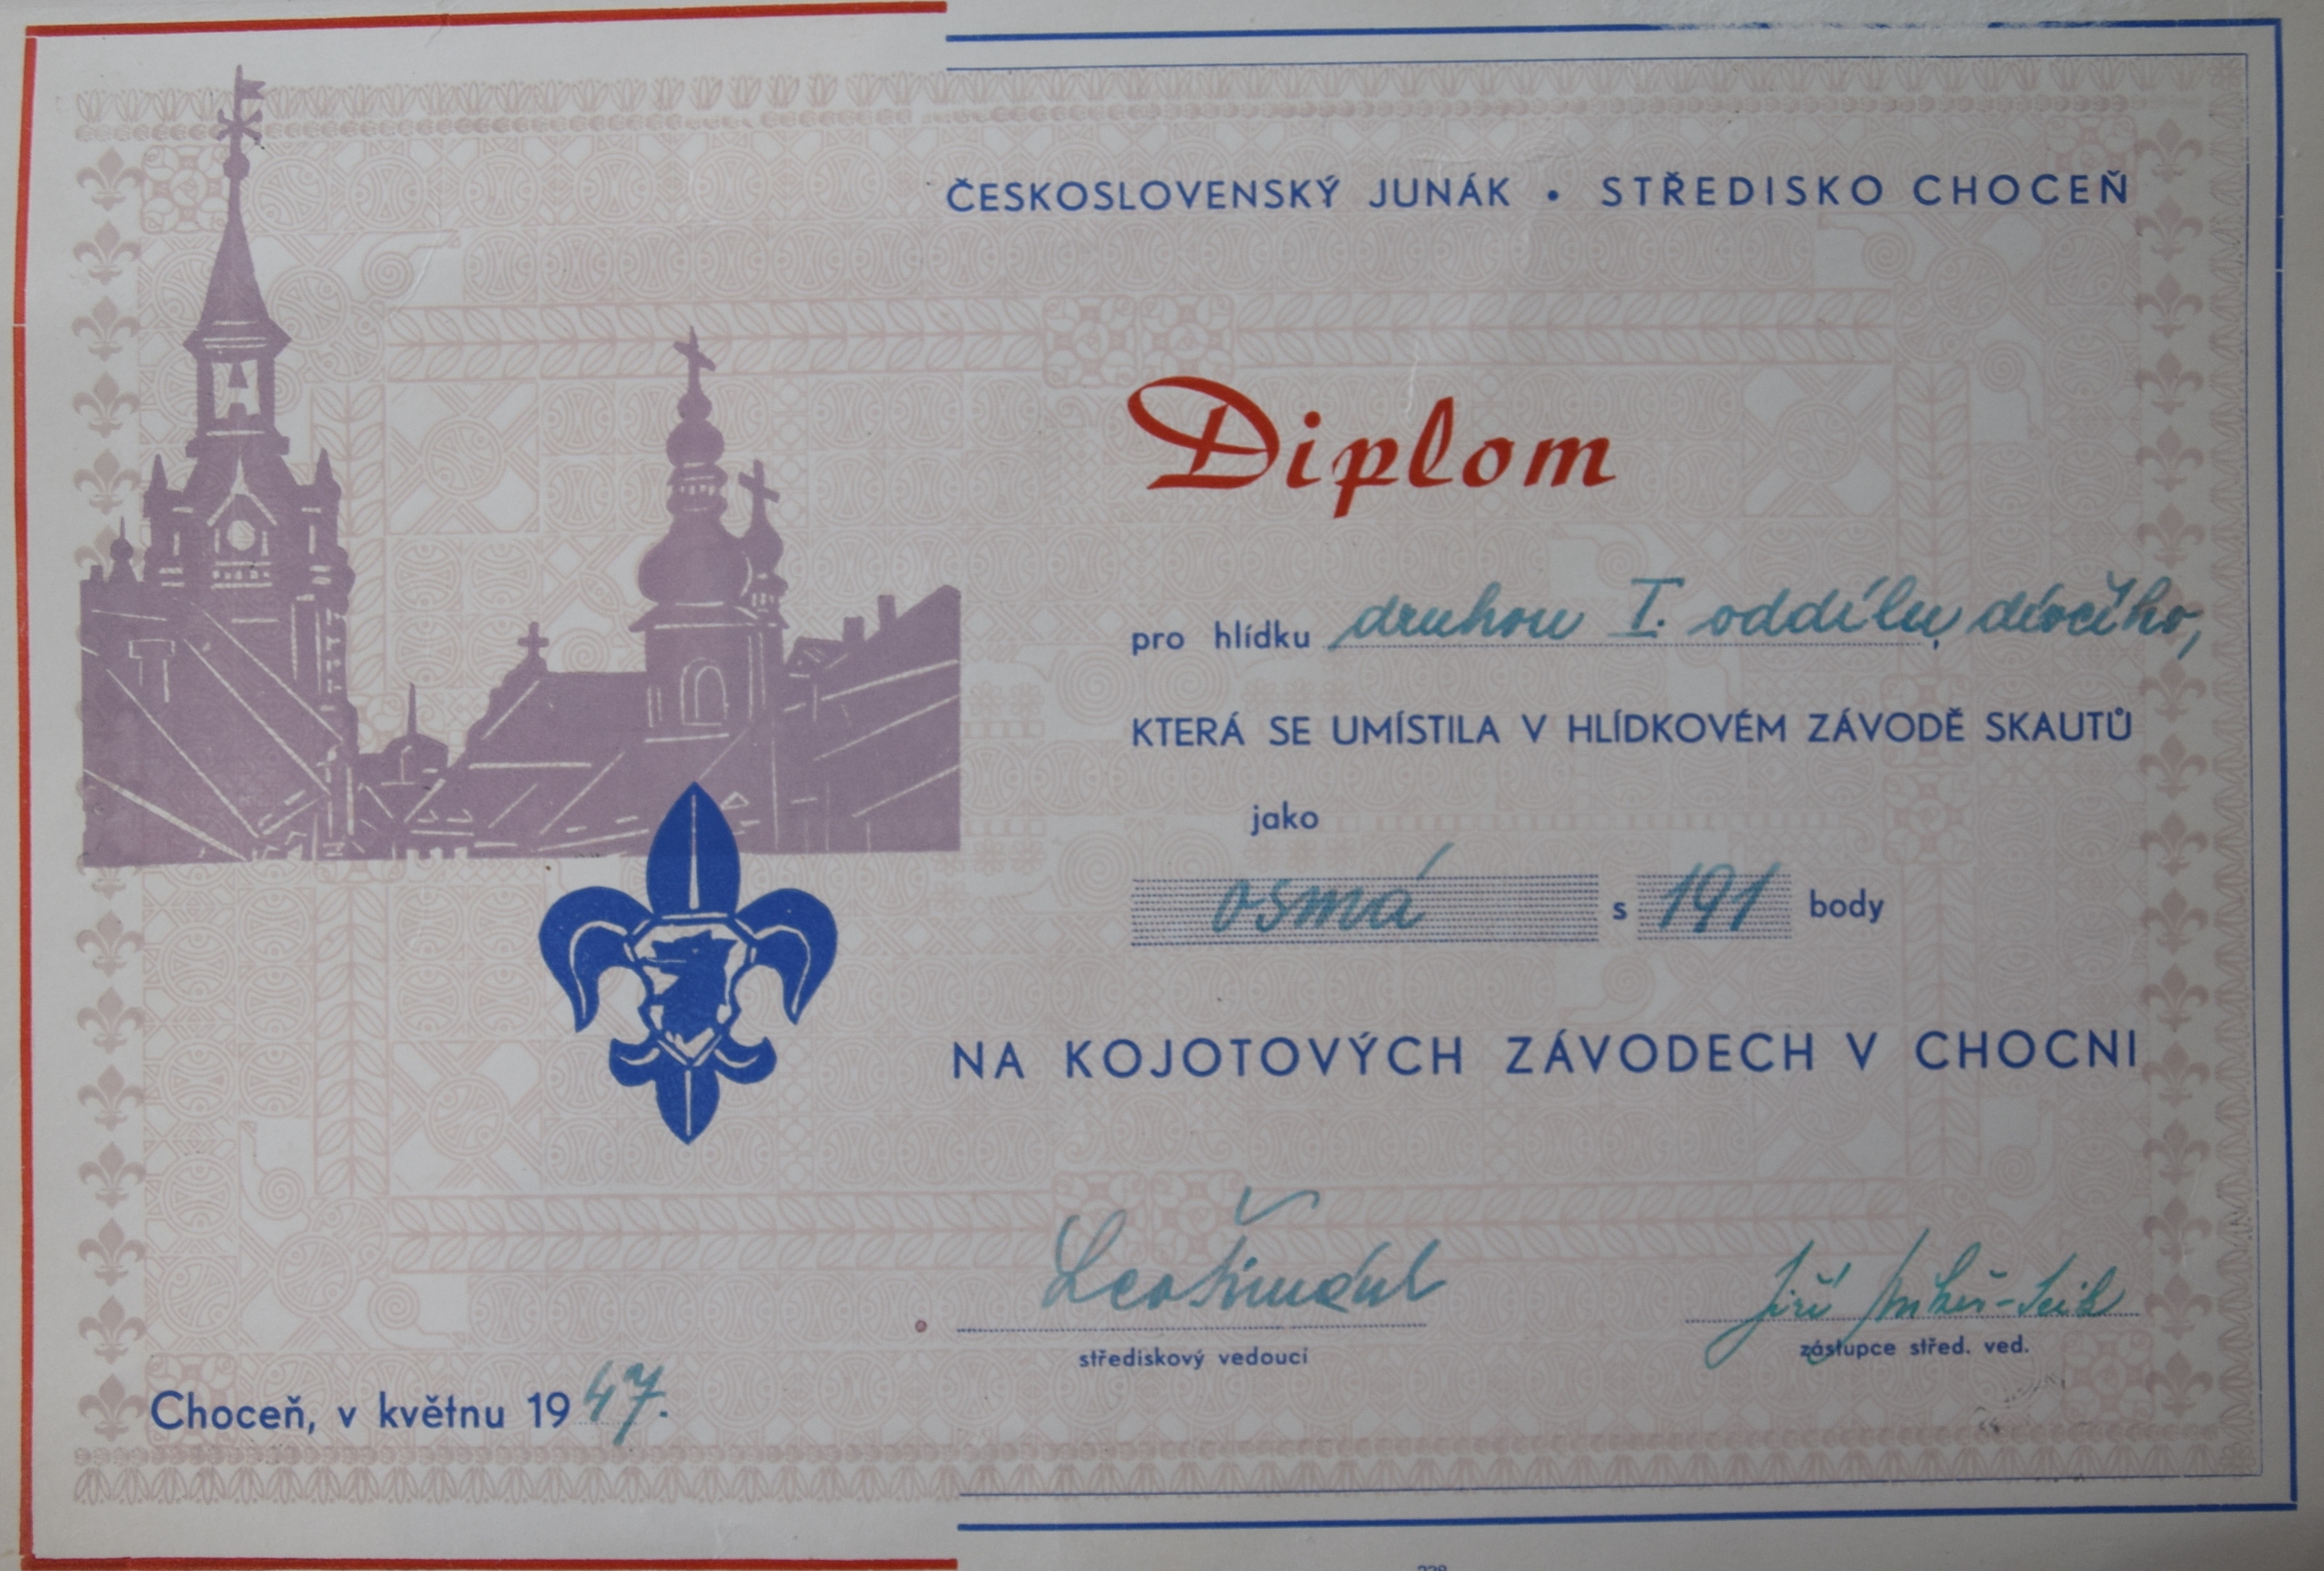 ČESKOSLOVENSKÝ JUNÁK • STŘEDISKO CHOCEŇ
Diplom
pro hlídku druhou I. oddílu, dívčího,
KTERÁ SE UMÍSTILA V HLÍDKOVÉM ZÁVODĚ SKAUTŮ
jako
osmá s 191 body
NA KOJOTOVÝCH ZÁVODECH V CHOCNI
Jiří
střediskový vedoucí zástupce střed. ved.
Choceň, v květnu 1947.